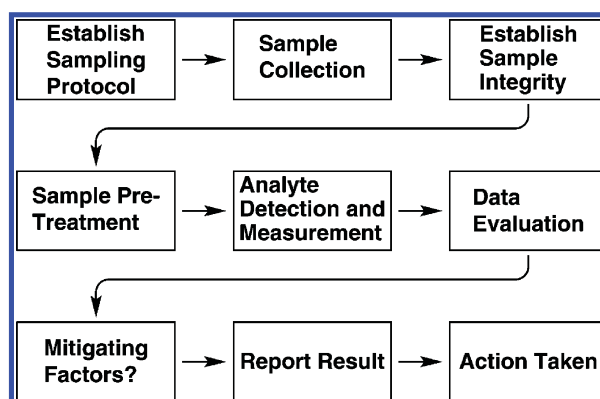 Establish
Sampling
Protocol
Sample
Collection
Establish
Sample
Integrity
Sample Pre-
Treatment
Analyte
Detection and
Measurement
Data
Evaluation
Mitigating
Factors?
Report Result
Action Taken